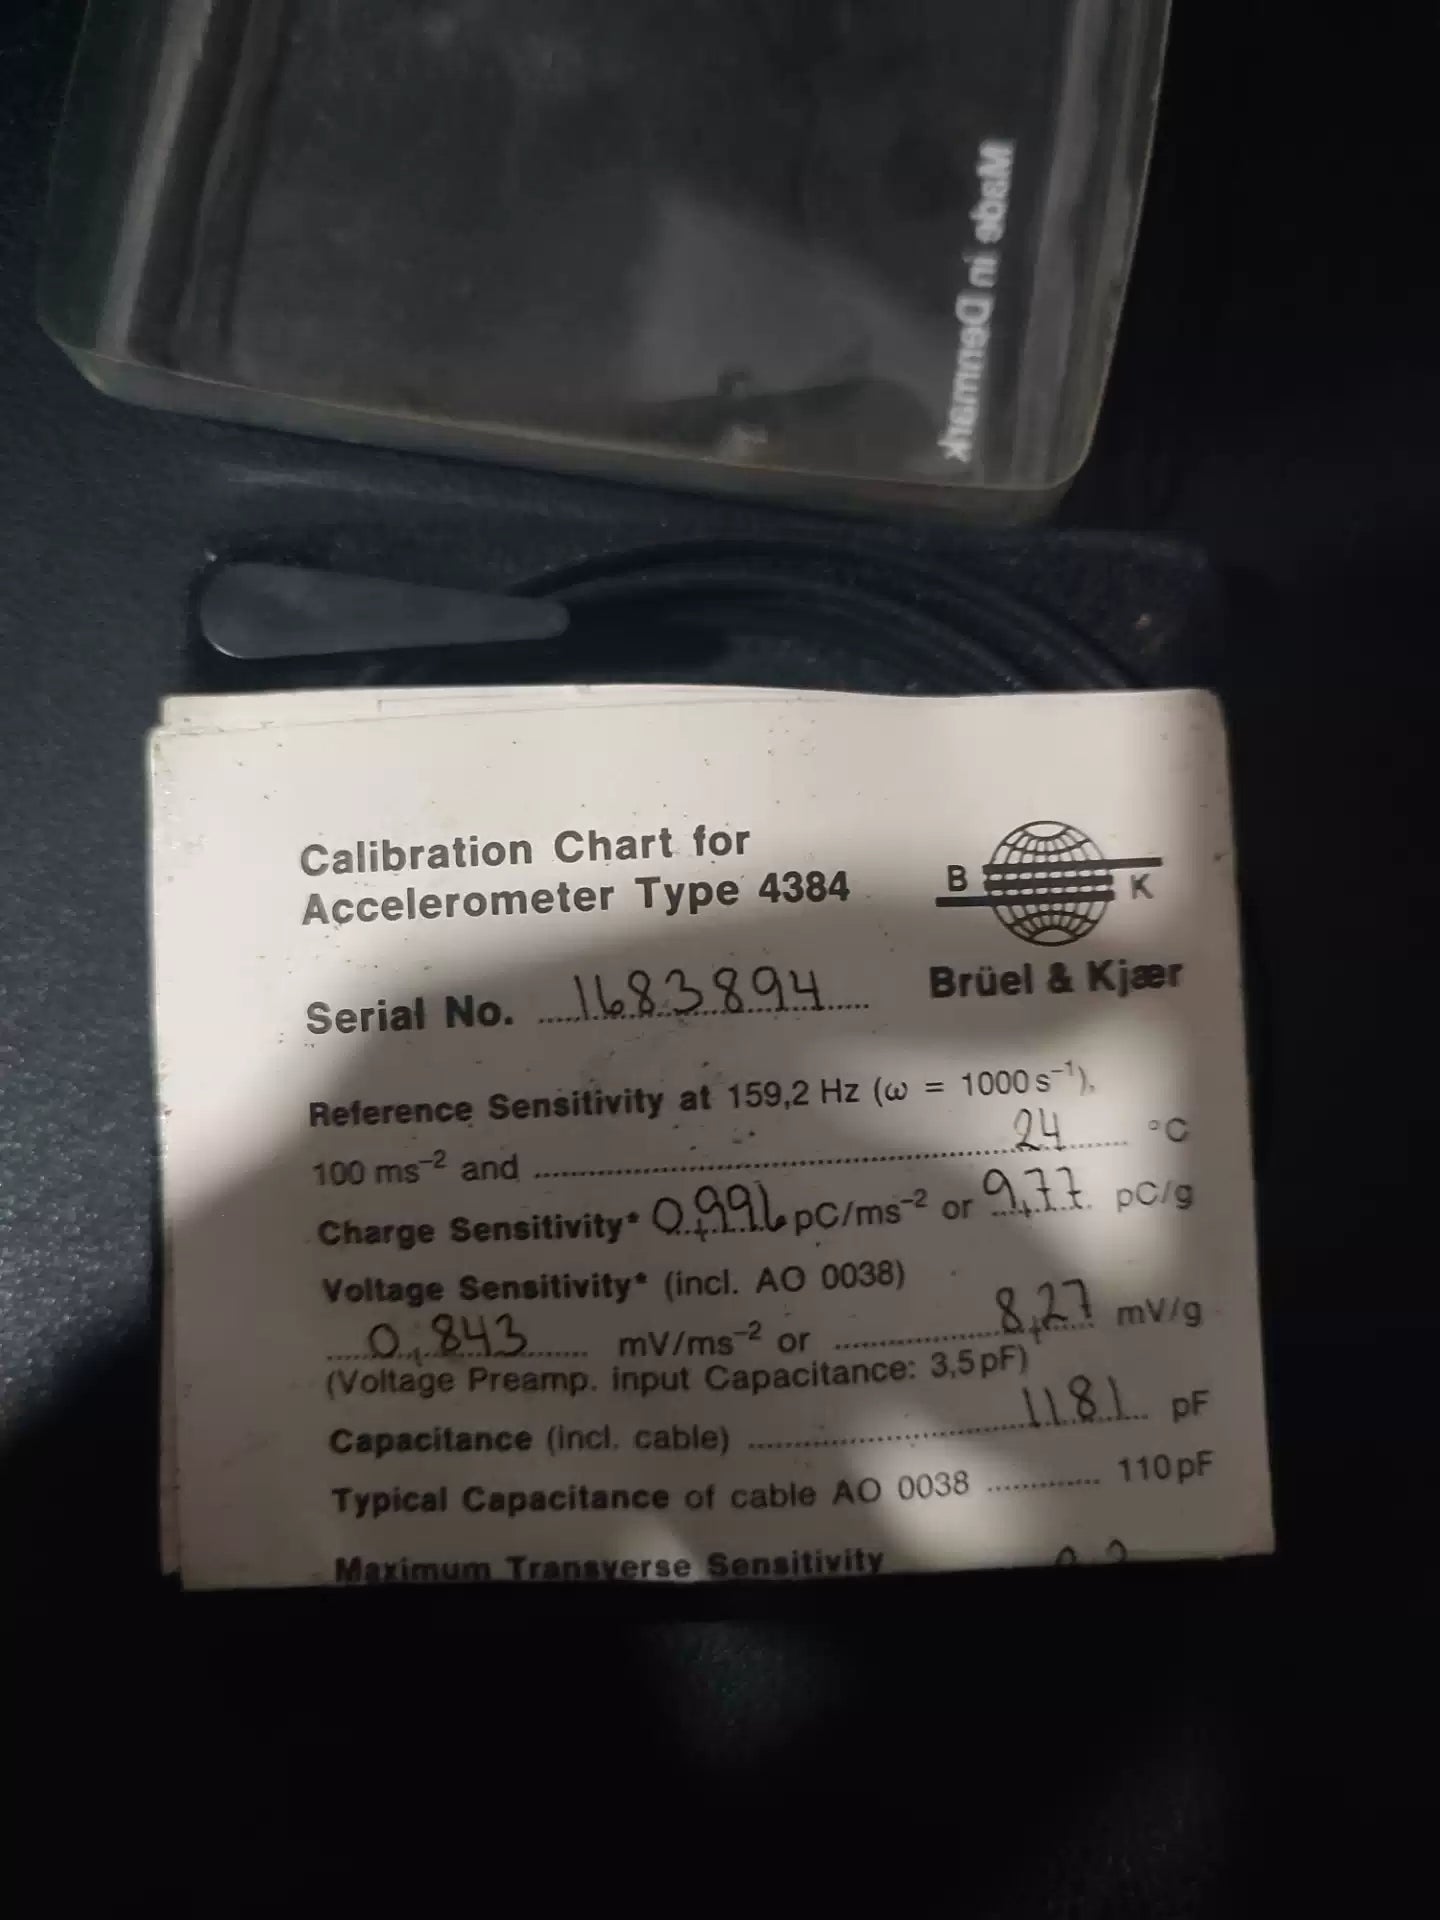 Made in Denmark
Calibration Chart for
Accelerometer Type 4384
B K
Brüel & Kjær
Serial No. 1683894
Reference Sensitivity at 159,2 Hz (ω = 1000 s⁻¹),
100 ms⁻² and 24 °C
Charge Sensitivity* 0,996 pC/ms⁻² or 9,77 pC/g
Voltage Sensitivity* (incl. AO 0038)
0,843 mV/ms⁻² or 8,27 mV/g
(Voltage Preamp. input Capacitance: 3,5 pF)
Capacitance (incl. cable) 1181 pF
Typical Capacitance of cable AO 0038 110 pF
Maximum Transverse Sensitivity